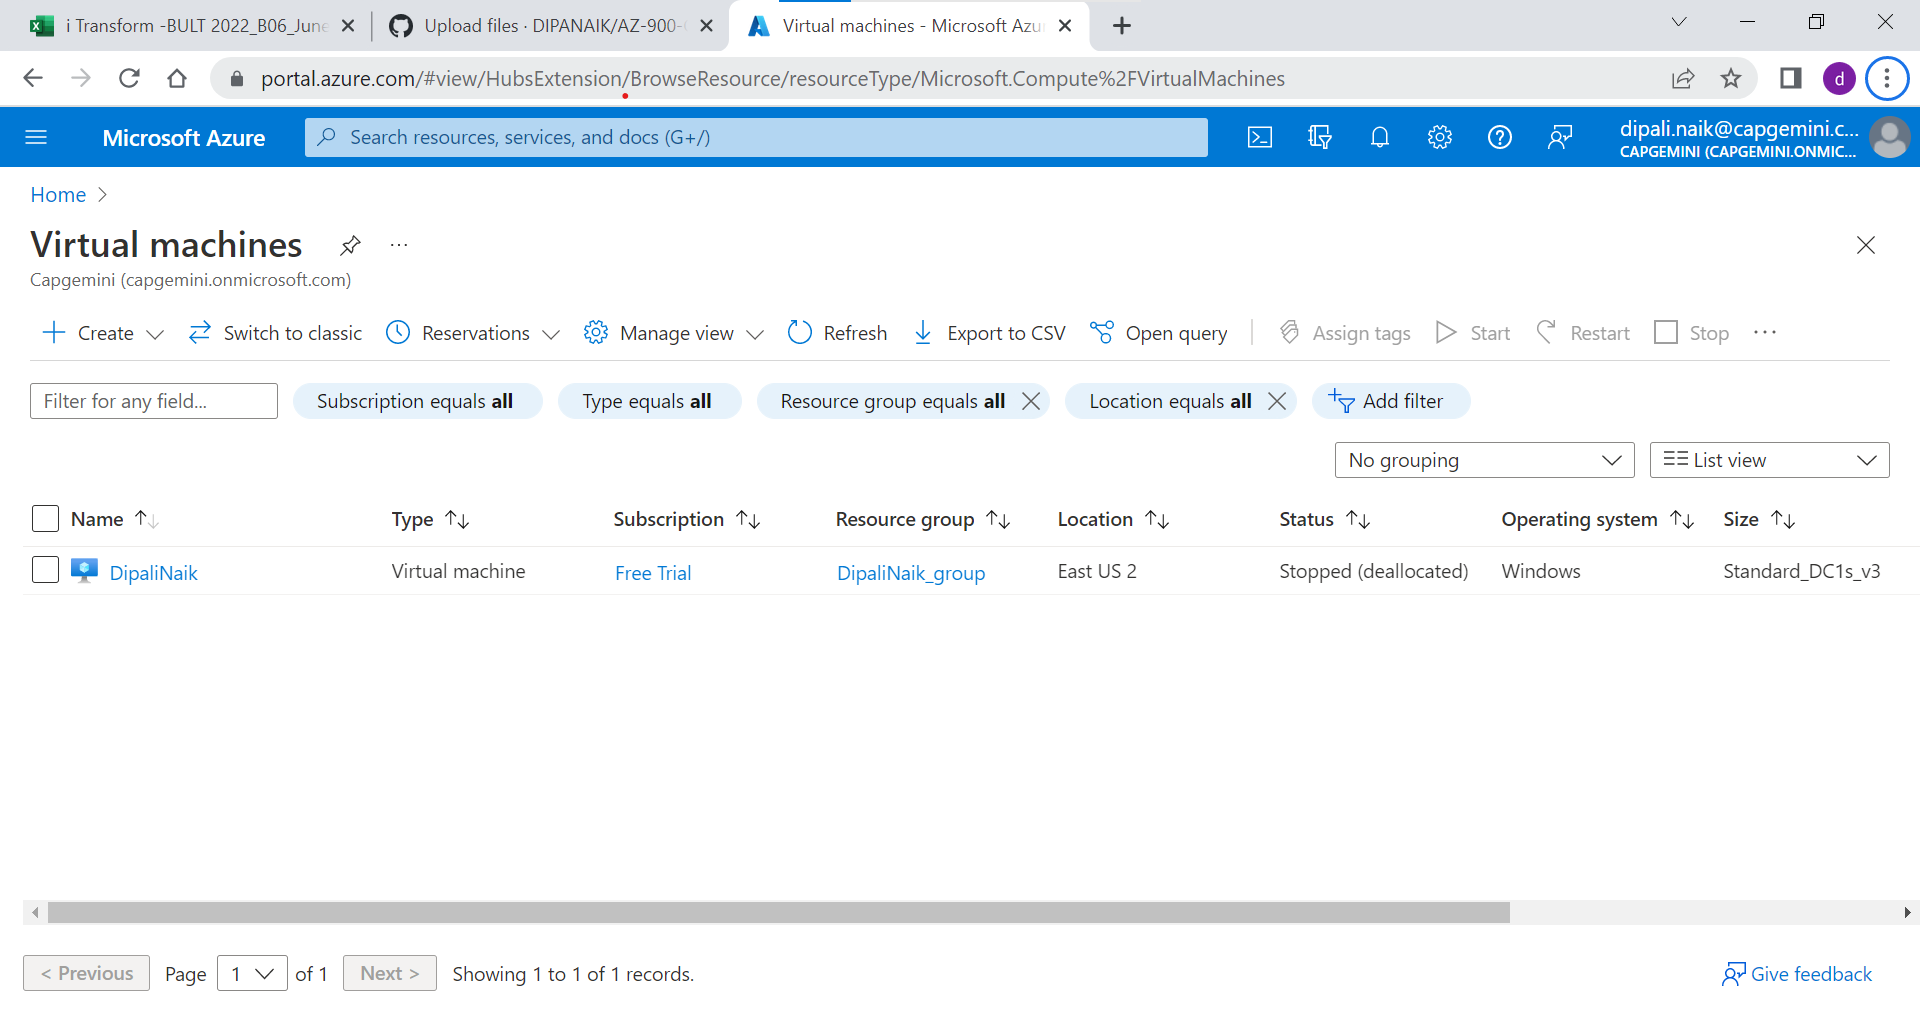 i Transform -BULT 2022_B06_June
Upload files · DIPANAIK/AZ-900-
Virtual machines - Microsoft Azu
portal.azure.com/#view/HubsExtension/BrowseResource/resourceType/Microsoft.Compute%2FVirtualMachines
d
Microsoft Azure
Search resources, services, and docs (G+/)
dipali.naik@capgemini.c...
CAPGEMINI (CAPGEMINI.ONMIC...
Home
Virtual machines
Capgemini (capgemini.onmicrosoft.com)
Create Switch to classic Reservations Manage view Refresh Export to CSV Open query Assign tags Start Restart Stop
Filter for any field... Subscription equals all Type equals all Resource group equals all Location equals all Add filter
No grouping List view
Name Type Subscription Resource group Location Status Operating system Size
DipaliNaik Virtual machine Free Trial DipaliNaik_group East US 2 Stopped (deallocated) Windows Standard_DC1s_v3
< Previous Page 1 of 1 Next > Showing 1 to 1 of 1 records. Give feedback